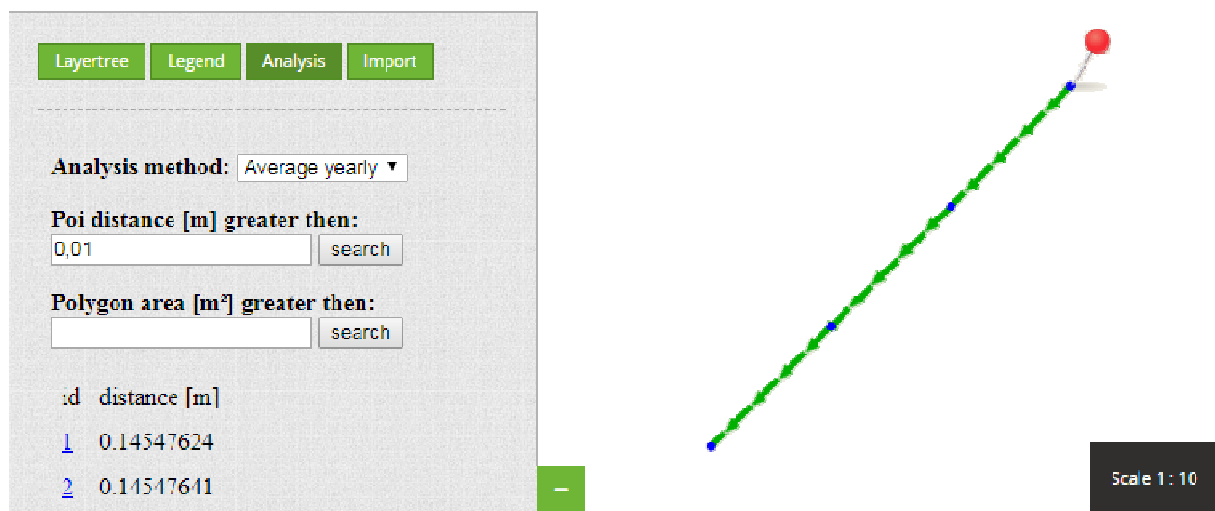 Layertree Legend Analysis Import
Analysis method: Average yearly
Poi distance [m] greater then:
0,01 search
Polygon area [m²] greater then:
search
id distance [m]
1 0.14547624
2 0.14547641
Scale 1 : 10